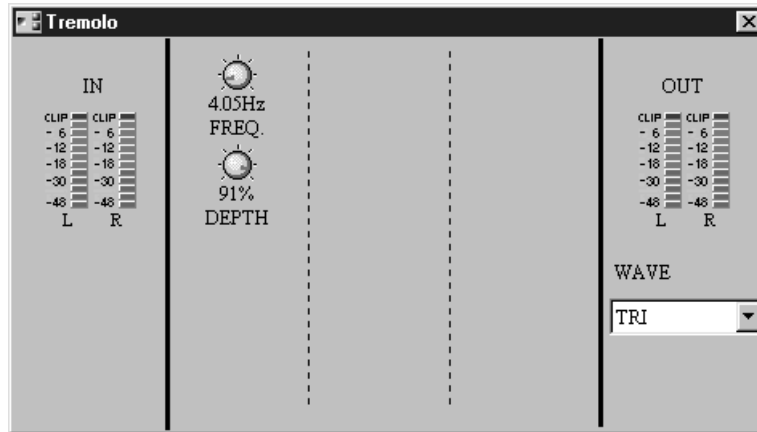 Tremolo
IN
CLIP CLIP
- 6 - 6
-12 -12
-18 -18
-30 -30
-48 -48
L R
4.05Hz
FREQ.
91%
DEPTH
OUT
CLIP CLIP
- 6 - 6
-12 -12
-18 -18
-30 -30
-48 -48
L R
WAVE
TRI